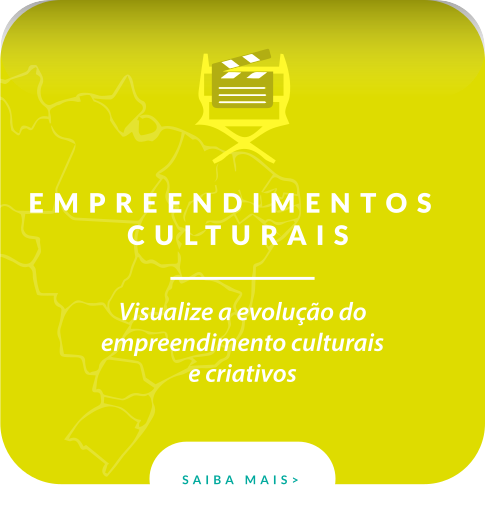 EMPREENDIMENTOS
CULTURAIS
Visualize a evolução do
empreendimento culturais
e criativos
SAIBA MAIS>